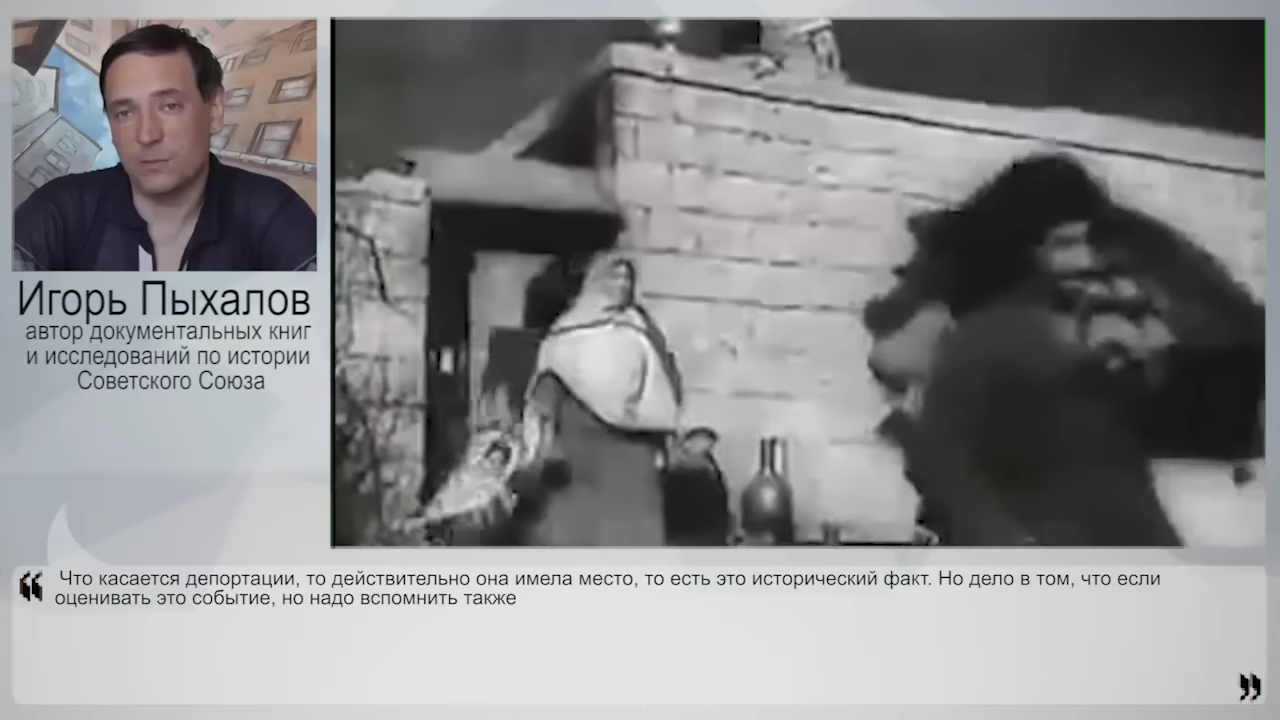 Игорь Пыхалов
автор документальных книг
и исследований по истории
Советского Союза
“ Что касается депортации, то действительно она имела место, то есть это исторический факт. Но дело в том, что если
оценивать это событие, но надо вспомнить также
”